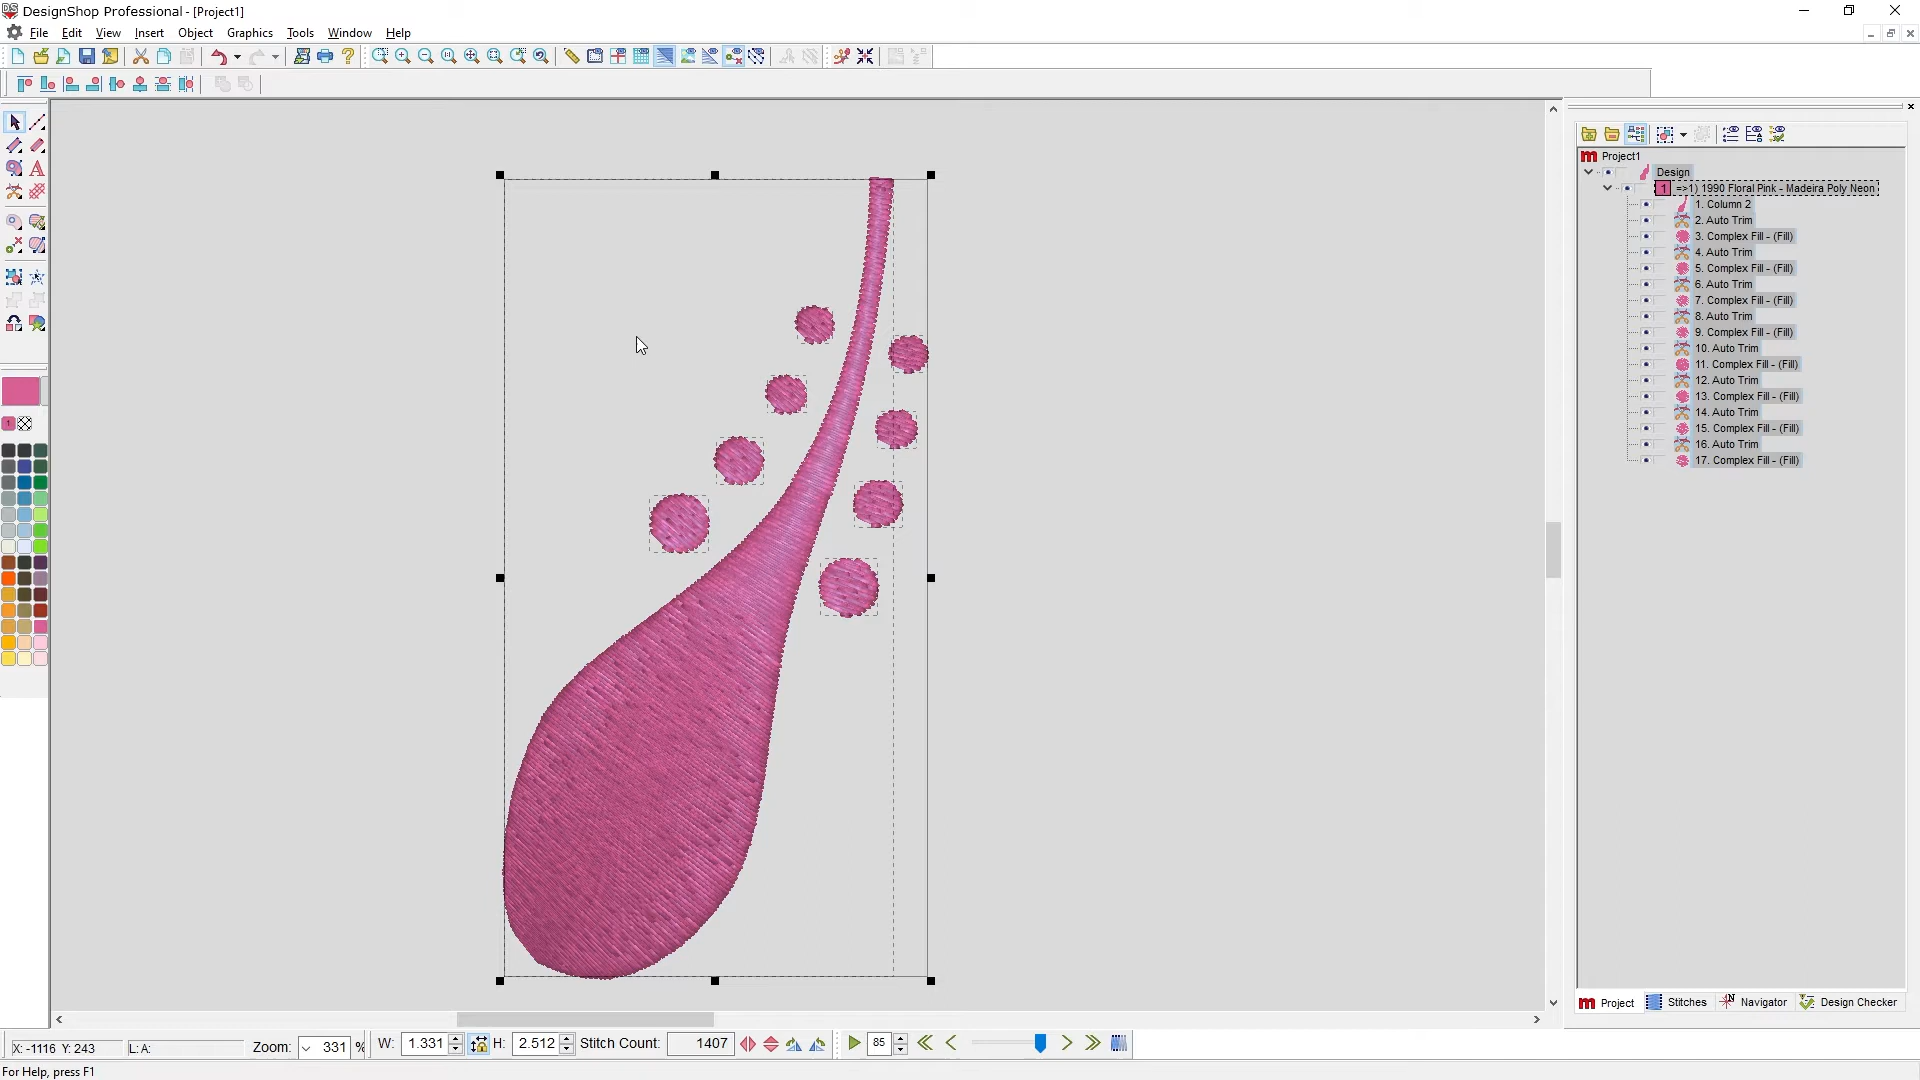 DesignShop Professional - [Project1]
File Edit View Insert Object Graphics Tools Window Help
Project1
Design
1 =>1) 1990 Floral Pink - Madeira Poly Neon
1. Column 2
2. Auto Trim
3. Complex Fill - (Fill)
4. Auto Trim
5. Complex Fill - (Fill)
6. Auto Trim
7. Complex Fill - (Fill)
8. Auto Trim
9. Complex Fill - (Fill)
10. Auto Trim
11. Complex Fill - (Fill)
12. Auto Trim
13. Complex Fill - (Fill)
14. Auto Trim
15. Complex Fill - (Fill)
16. Auto Trim
17. Complex Fill - (Fill)
1
Project Stitches Navigator Design Checker
X: -1116 Y: 243 L: A: Zoom: 331 % W: 1.331 H: 2.512 Stitch Count: 1407 85
For Help, press F1